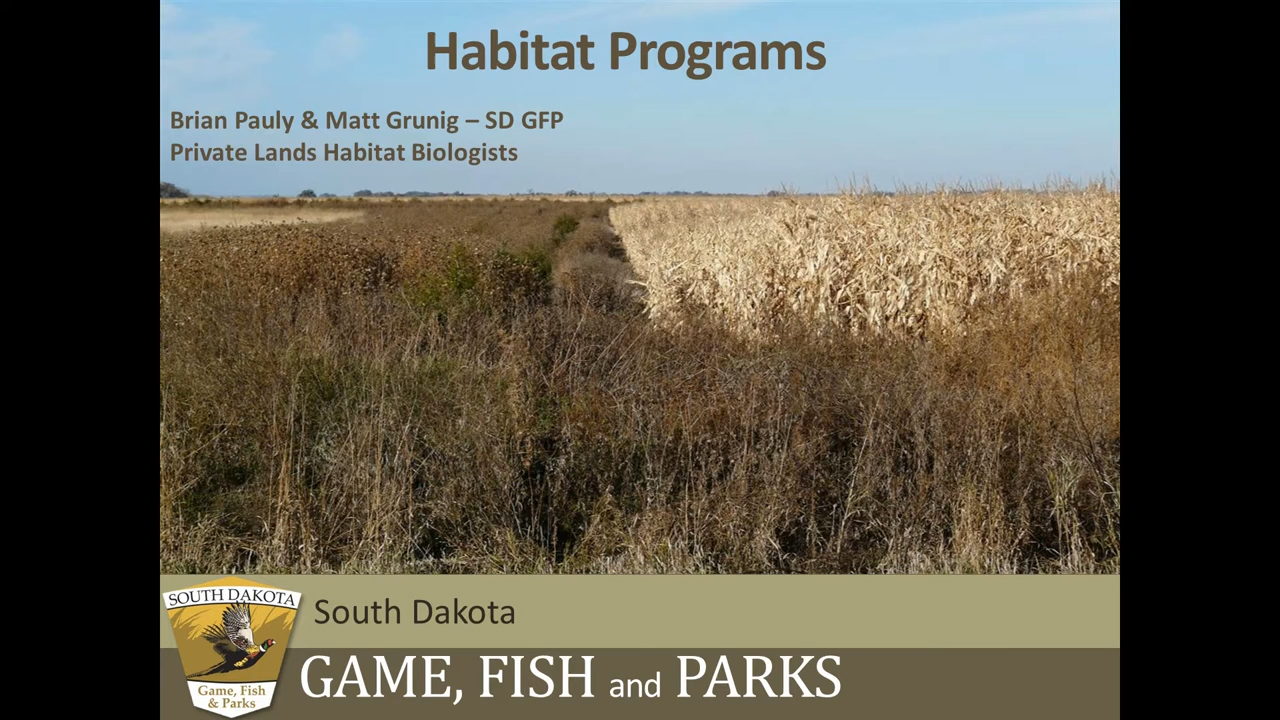 Habitat Programs
Brian Pauly & Matt Grunig – SD GFP
Private Lands Habitat Biologists
SOUTH DAKOTA
Game, Fish
& Parks
South Dakota
GAME, FISH and PARKS